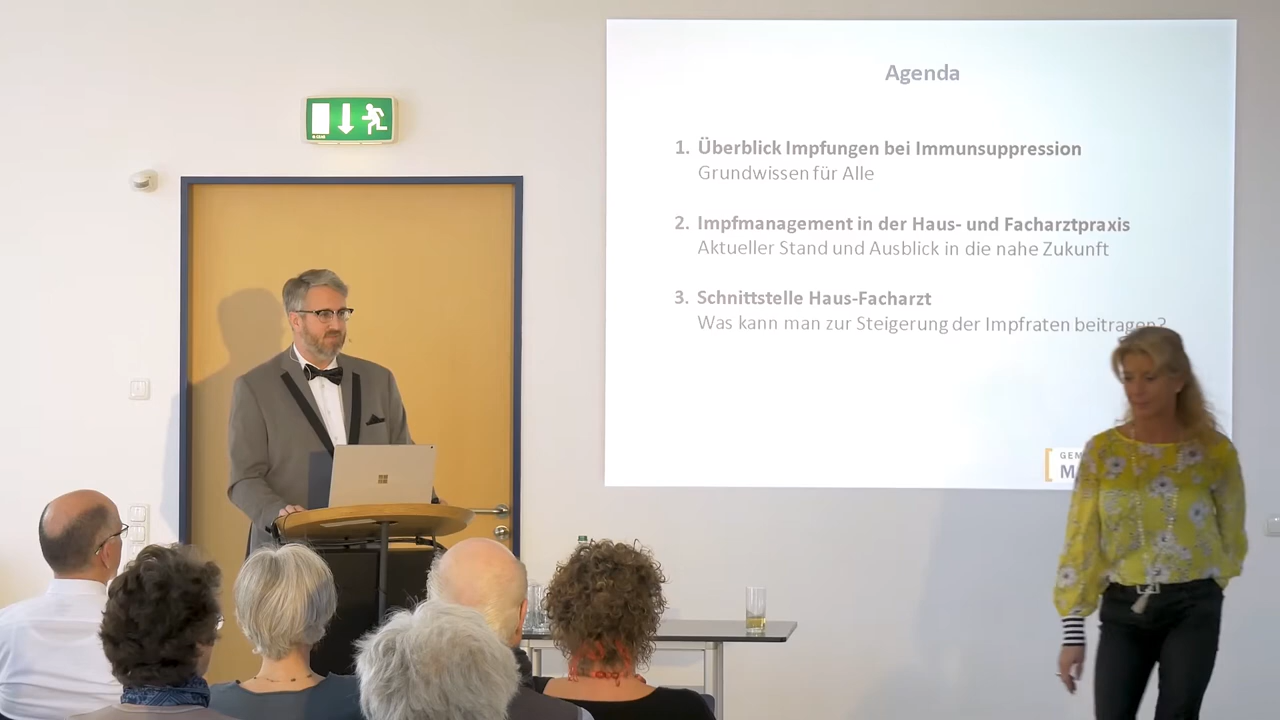 Agenda
1. Überblick Impfungen bei Immunsuppression
Grundwissen für Alle
2. Impfmanagement in der Haus- und Facharztpraxis
Aktueller Stand und Ausblick in die nahe Zukunft
3. Schnittstelle Haus-Facharzt
Was kann man zur Steigerung der Impfraten beitragen?